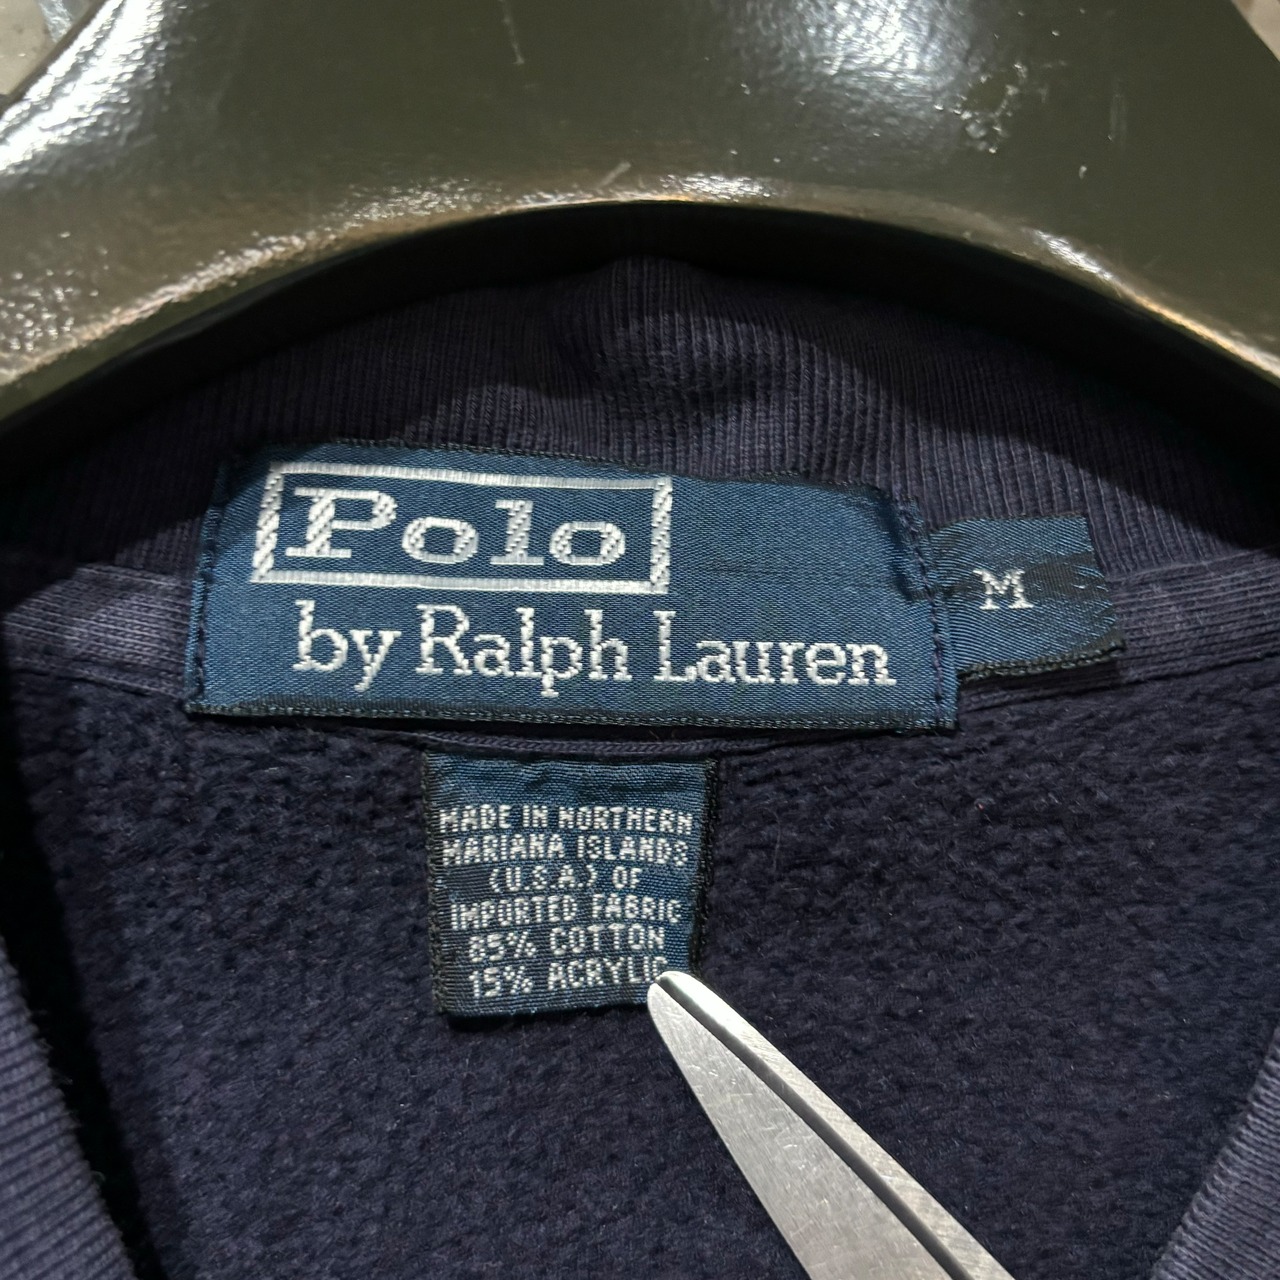 Polo
by Ralph Lauren
M
MADE IN NORTHERN
MARIANA ISLANDS
(U.S.A.) OF
IMPORTED FABRIC
85% COTTON
15% ACRYLIC